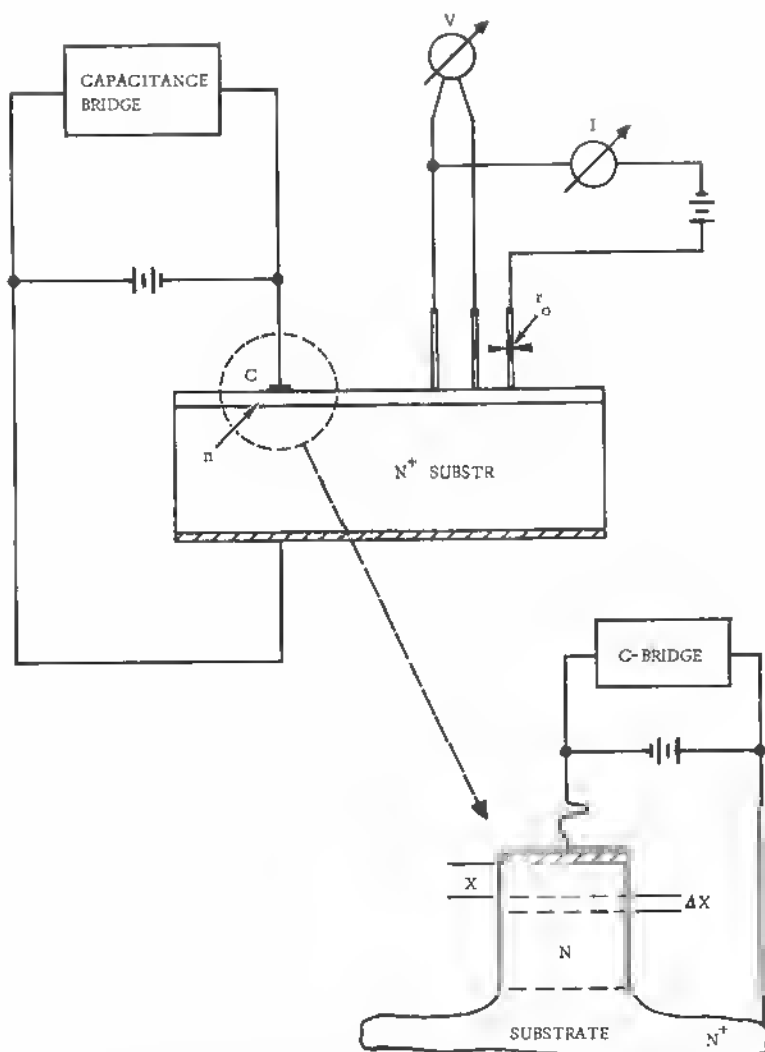 V
CAPACITANCE
BRIDGE
I
r
o
C
n
N+ SUBSTR
C-BRIDGE
X
ΔX
N
SUBSTRATE N+